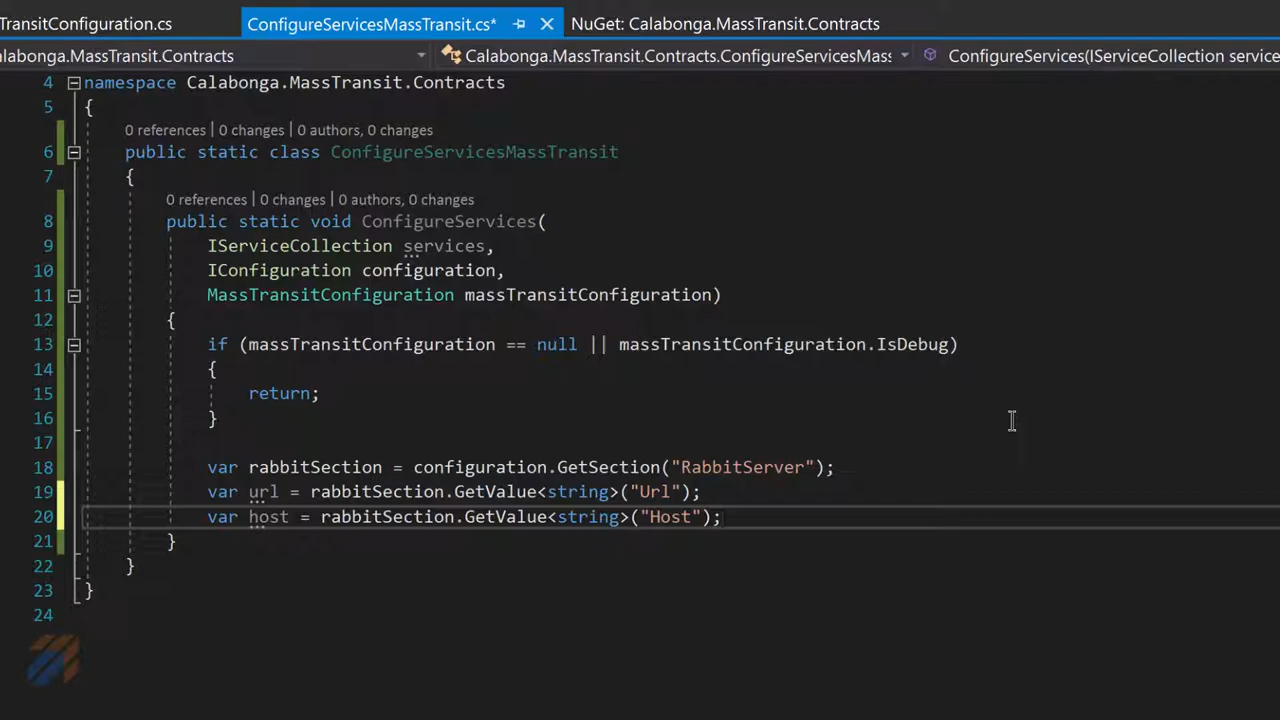 TransitConfiguration.cs ConfigureServicesMassTransit.cs* NuGet: Calabonga.MassTransit.Contracts
alabonga.MassTransit.Contracts Calabonga.MassTransit.Contracts.ConfigureServicesMass ConfigureServices(IServiceCollection service
4 namespace Calabonga.MassTransit.Contracts
5 {
0 references | 0 changes | 0 authors, 0 changes
6 public static class ConfigureServicesMassTransit
7 {
0 references | 0 changes | 0 authors, 0 changes
8 public static void ConfigureServices(
9 IServiceCollection services,
10 IConfiguration configuration,
11 MassTransitConfiguration massTransitConfiguration)
12 {
13 if (massTransitConfiguration == null || massTransitConfiguration.IsDebug)
14 {
15 return;
16 }
17
18 var rabbitSection = configuration.GetSection("RabbitServer");
19 var url = rabbitSection.GetValue<string>("Url");
20 var host = rabbitSection.GetValue<string>("Host");
21 }
22 }
23 }
24